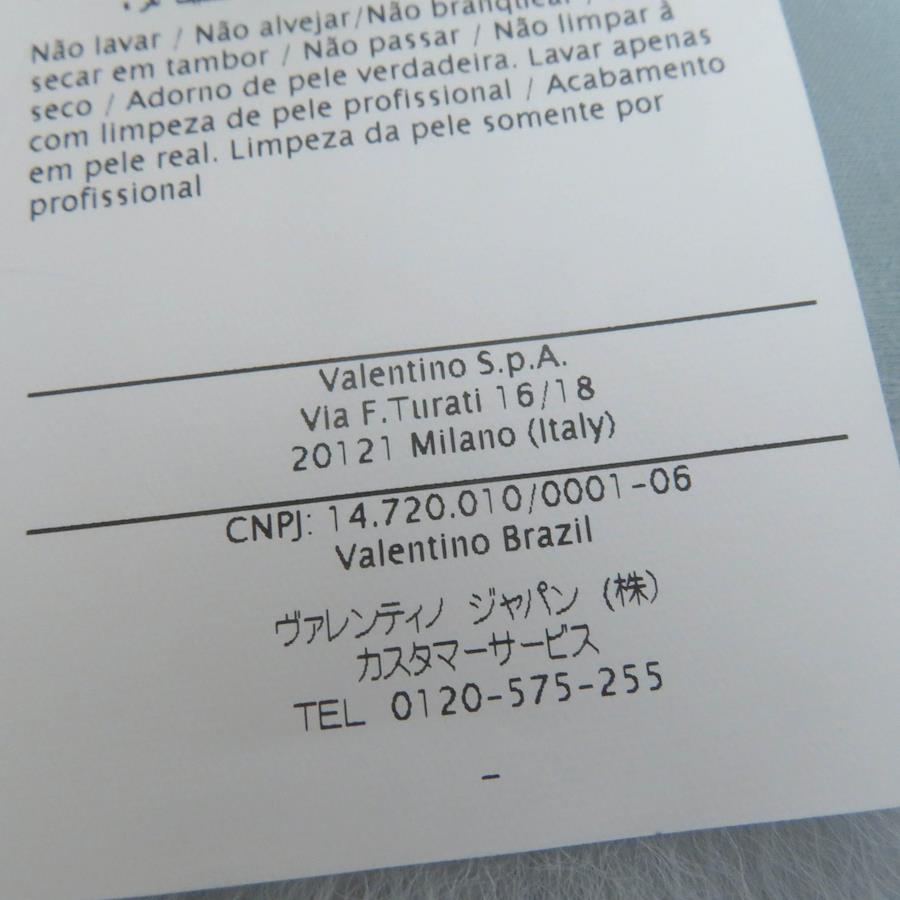 Não lavar / Não alvejar/Não branquicar /
secar em tambor / Não passar / Não limpar à
seco / Adorno de pele verdadeira. Lavar apenas
com limpeza de pele profissional / Acabamento
em pele real. Limpeza da pele somente por
profissional
Valentino S.p.A.
Via F.Turati 16/18
20121 Milano (Italy)
CNPJ: 14.720.010/0001-06
Valentino Brazil
ヴァレンティノ ジャパン (株)
カスタマーサービス
TEL 0120-575-255
-